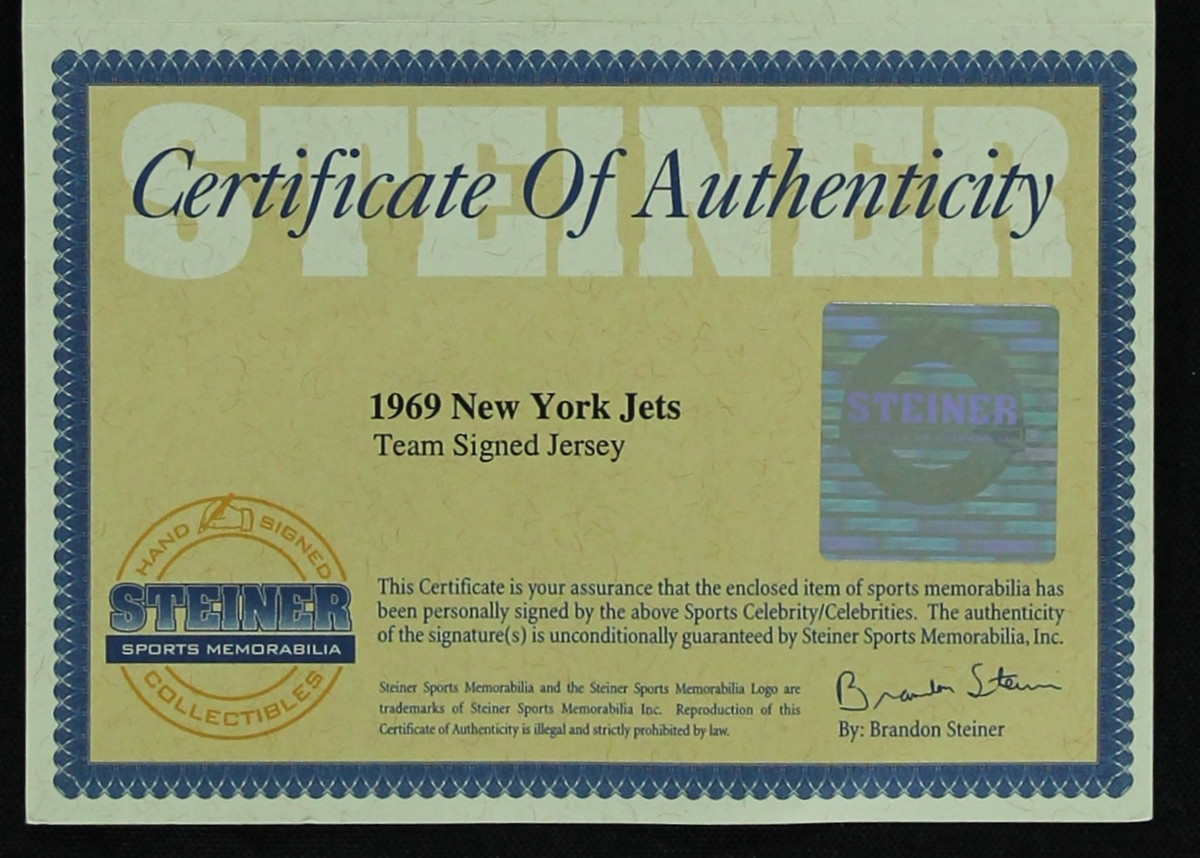 STEINER
Certificate Of Authenticity
STEINER
1969 New York Jets
Team Signed Jersey
HAND SIGNED
STEINER
SPORTS MEMORABILIA
COLLECTIBLES
This Certificate is your assurance that the enclosed item of sports memorabilia has
been personally signed by the above Sports Celebrity/Celebrities. The authenticity
of the signature(s) is unconditionally guaranteed by Steiner Sports Memorabilia, Inc.
Steiner Sports Memorabilia and the Steiner Sports Memorabilia Logo are
trademarks of Steiner Sports Memorabilia Inc. Reproduction of this
Certificate of Authenticity is illegal and strictly prohibited by law.
Brandon Steiner
By: Brandon Steiner